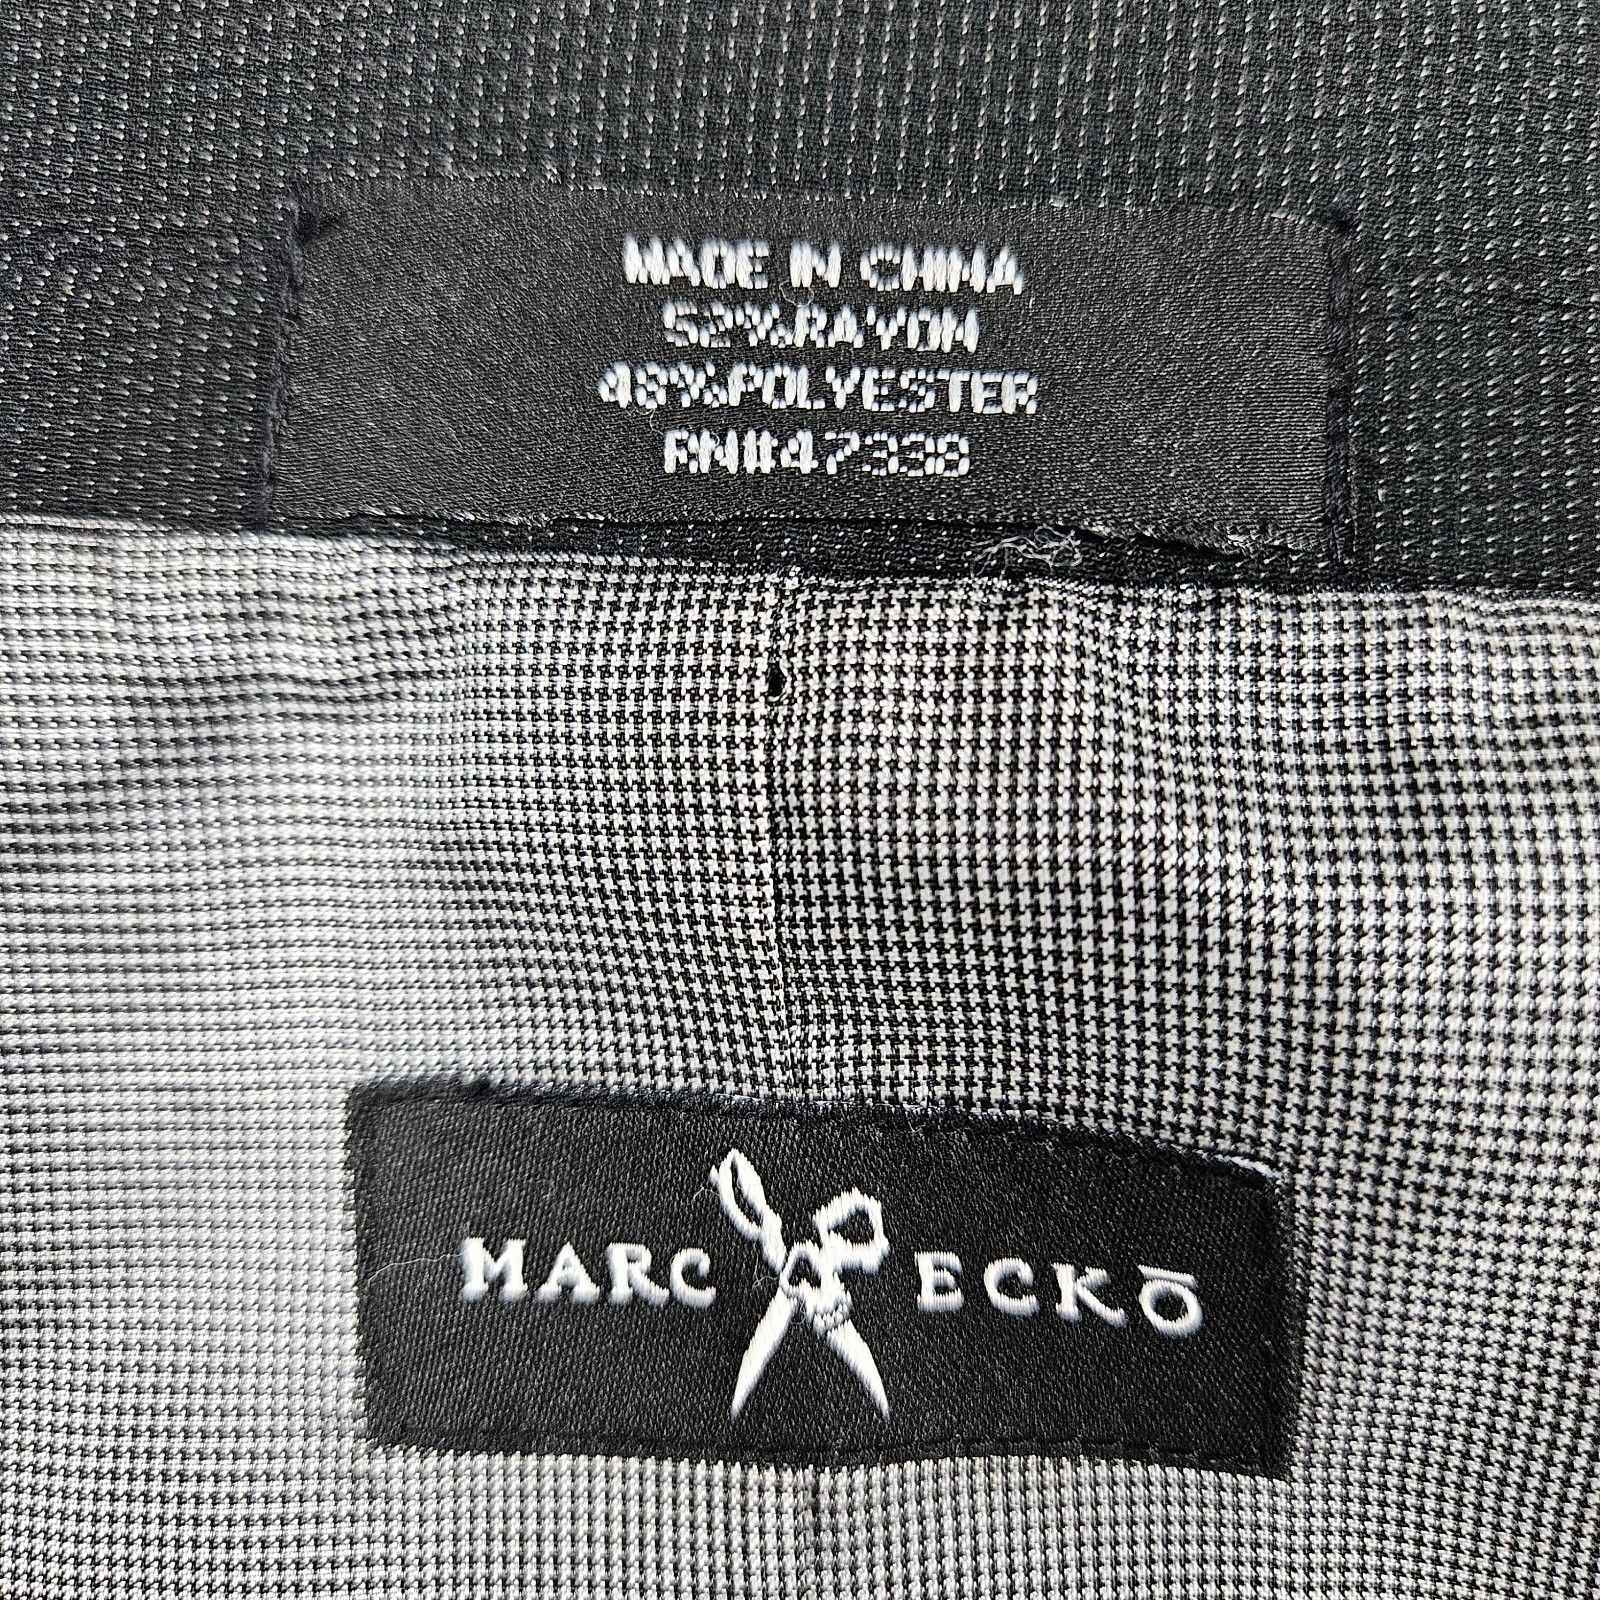 MADE IN CHINA
52%RAYON
48%POLYESTER
RN#47338
MARC ECKŌ